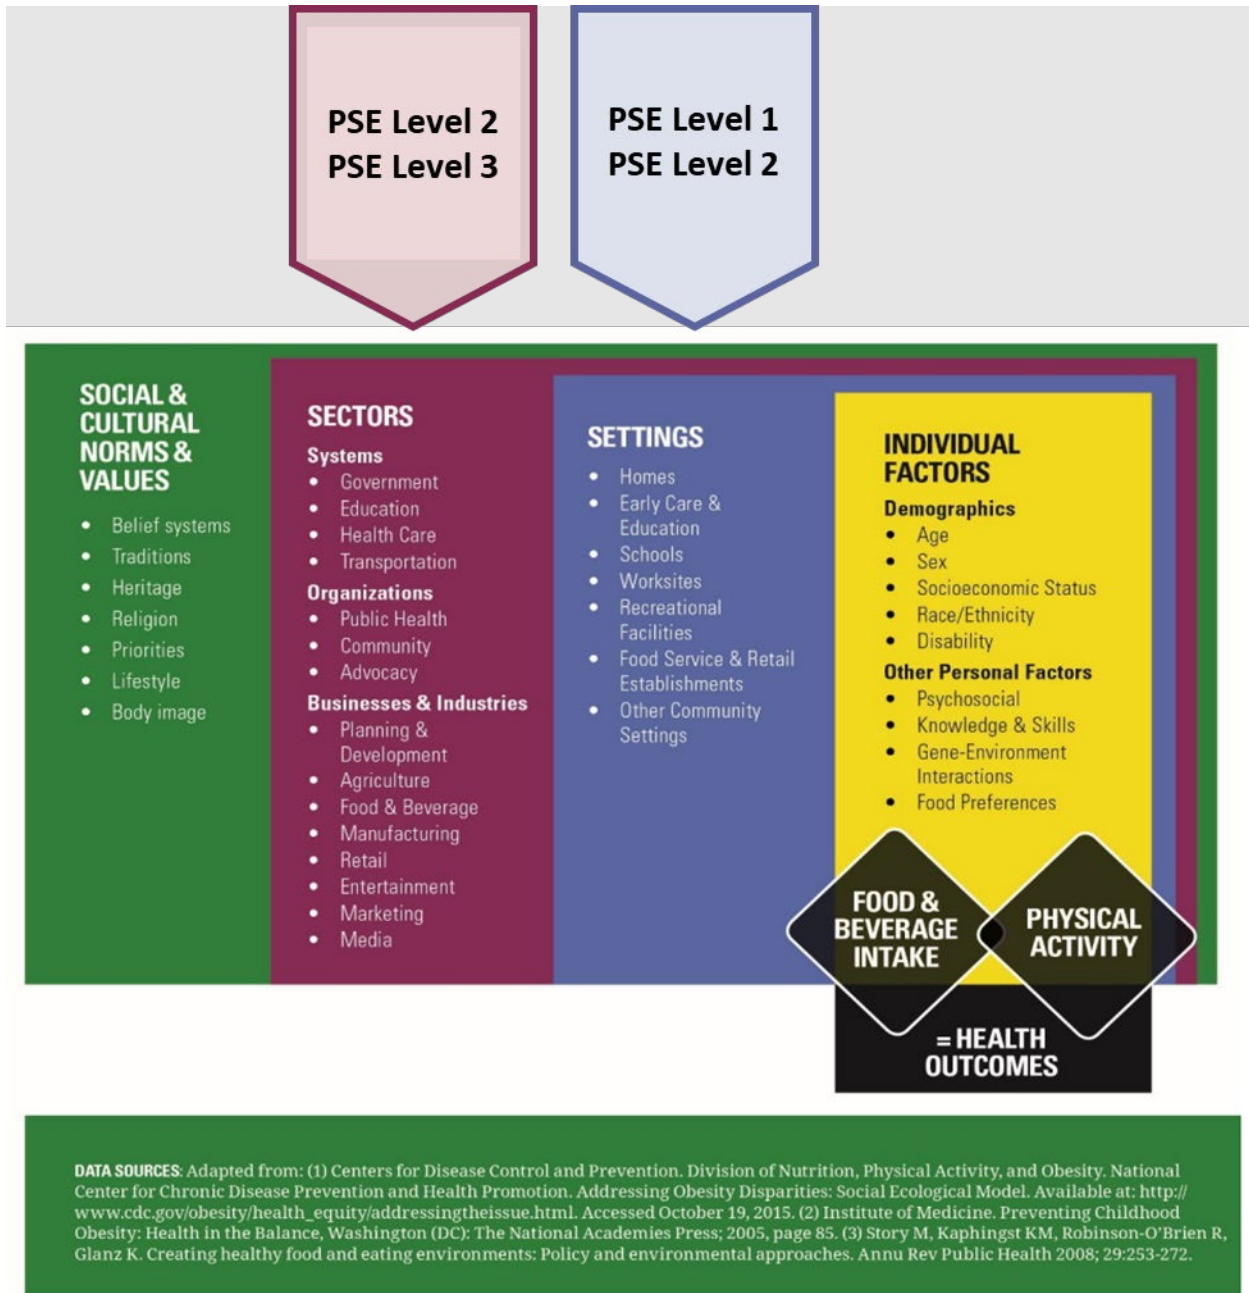 PSE Level 2
PSE Level 3
PSE Level 1
PSE Level 2
SOCIAL &
CULTURAL
NORMS &
VALUES
• Belief systems
• Traditions
• Heritage
• Religion
• Priorities
• Lifestyle
• Body image
SECTORS
Systems
• Government
• Education
• Health Care
• Transportation
Organizations
• Public Health
• Community
• Advocacy
Businesses & Industries
• Planning &
Development
• Agriculture
• Food & Beverage
• Manufacturing
• Retail
• Entertainment
• Marketing
• Media
SETTINGS
• Homes
• Early Care &
Education
• Schools
• Worksites
• Recreational
Facilities
• Food Service & Retail
Establishments
• Other Community
Settings
INDIVIDUAL
FACTORS
Demographics
• Age
• Sex
• Socioeconomic Status
• Race/Ethnicity
• Disability
Other Personal Factors
• Psychosocial
• Knowledge & Skills
• Gene-Environment
Interactions
• Food Preferences
FOOD &
BEVERAGE
INTAKE
PHYSICAL
ACTIVITY
= HEALTH
OUTCOMES
DATA SOURCES: Adapted from: (1) Centers for Disease Control and Prevention. Division of Nutrition, Physical Activity, and Obesity. National
Center for Chronic Disease Prevention and Health Promotion. Addressing Obesity Disparities: Social Ecological Model. Available at: http://
www.cdc.gov/obesity/health_equity/addressingtheissue.html. Accessed October 19, 2015. (2) Institute of Medicine. Preventing Childhood
Obesity: Health in the Balance, Washington (DC): The National Academies Press; 2005, page 85. (3) Story M, Kaphingst KM, Robinson-O'Brien R,
Glanz K. Creating healthy food and eating environments: Policy and environmental approaches. Annu Rev Public Health 2008; 29:253-272.